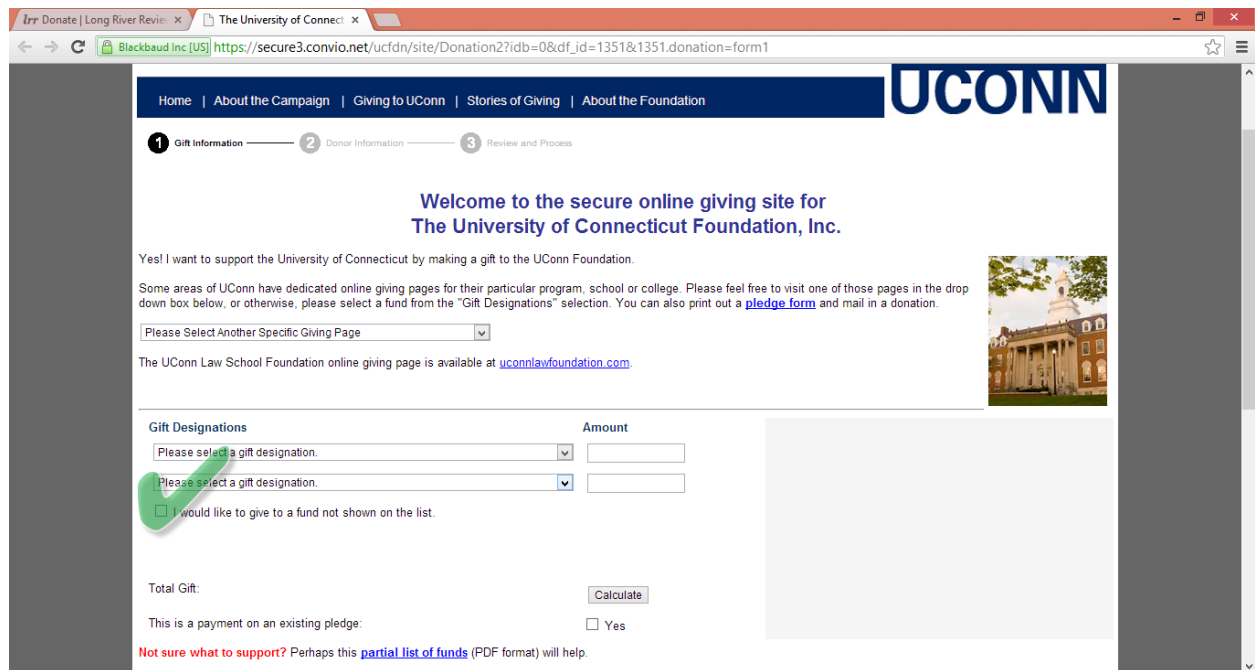 lrr Donate | Long River Revie
The University of Connect
Blackbaud Inc [US] https://secure3.convio.net/ucfdn/site/Donation2?idb=0&df_id=1351&1351.donation=form1
Home | About the Campaign | Giving to UConn | Stories of Giving | About the Foundation
UCONN
1 Gift Information 2 Donor Information 3 Review and Process
Welcome to the secure online giving site for
The University of Connecticut Foundation, Inc.
Yes! I want to support the University of Connecticut by making a gift to the UConn Foundation.
Some areas of UConn have dedicated online giving pages for their particular program, school or college. Please feel free to visit one of those pages in the drop
down box below, or otherwise, please select a fund from the "Gift Designations" selection. You can also print out a pledge form and mail in a donation.
Please Select Another Specific Giving Page
The UConn Law School Foundation online giving page is available at uconnlawfoundation.com.
Gift Designations Amount
Please select a gift designation.
Please select a gift designation.
I would like to give to a fund not shown on the list.
Total Gift: Calculate
This is a payment on an existing pledge: Yes
Not sure what to support? Perhaps this partial list of funds (PDF format) will help.